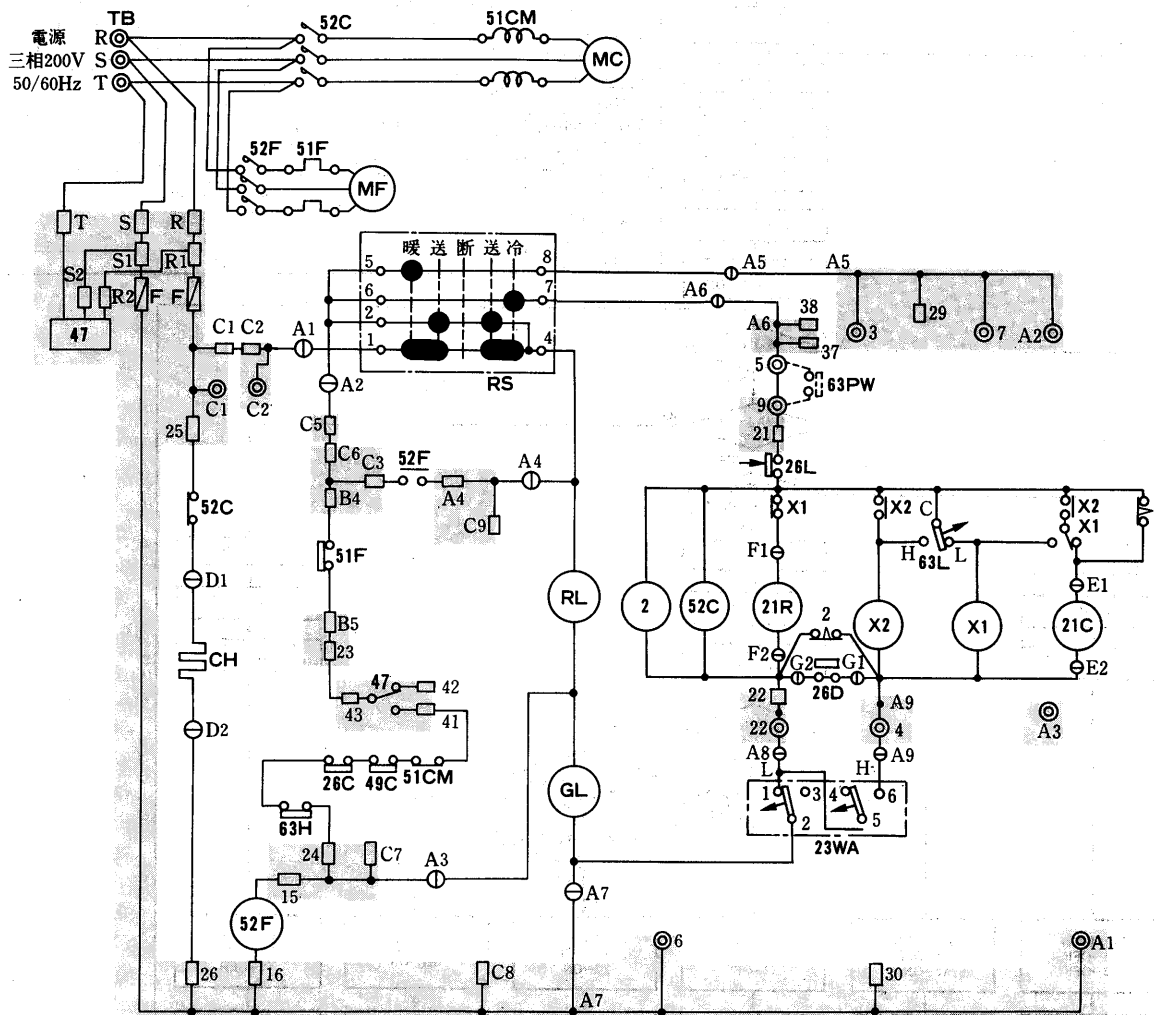 TB 52C 51CM
電源 R
三相200V S MC
50/60Hz T
52F 51F
MF
T S R
暖 送 断 送 冷
S2 S1 R1
5 8 A5 A5
6 7 A6
R2 F F
2 A6 38 29
47 C1 C2 A1 1 4 37 3 7 A2
RS 5 63PW
A2
C1 C2 9
25 C5 21
C6 C3 52F A4 26L
B4 A4
52C C9 X1 X2 C X2
X1
51F H 63L L
F1
D1 RL E1
B5 2 52C 21R 2 X2 X1 21C
CH 23 F2 G2 G1 E2
47 42 22 26D A9
43 41 22 4 A3
D2 A8 A9
26C 49C 51CM L H
GL 1 3 4 6
63H 2 5
24 C7 A3 23WA
15
52F A7
6 A1
26 16 C8 30
A7